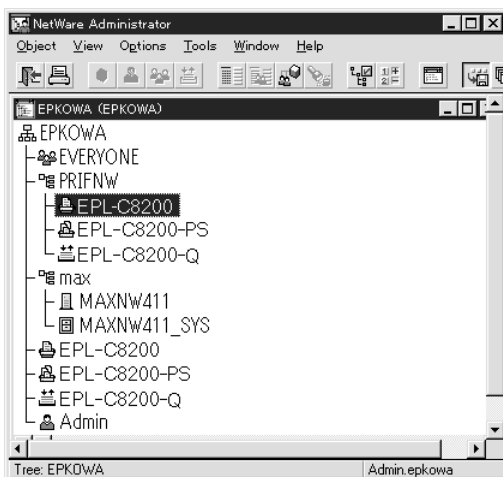 NetWare Administrator
Object View Options Tools Window Help
EPKOWA (EPKOWA)
EPKOWA
EVERYONE
PRIFNW
EPL-C8200
EPL-C8200-PS
EPL-C8200-Q
max
MAXNW411
MAXNW411_SYS
EPL-C8200
EPL-C8200-PS
EPL-C8200-Q
Admin
Tree: EPKOWA Admin.epkowa